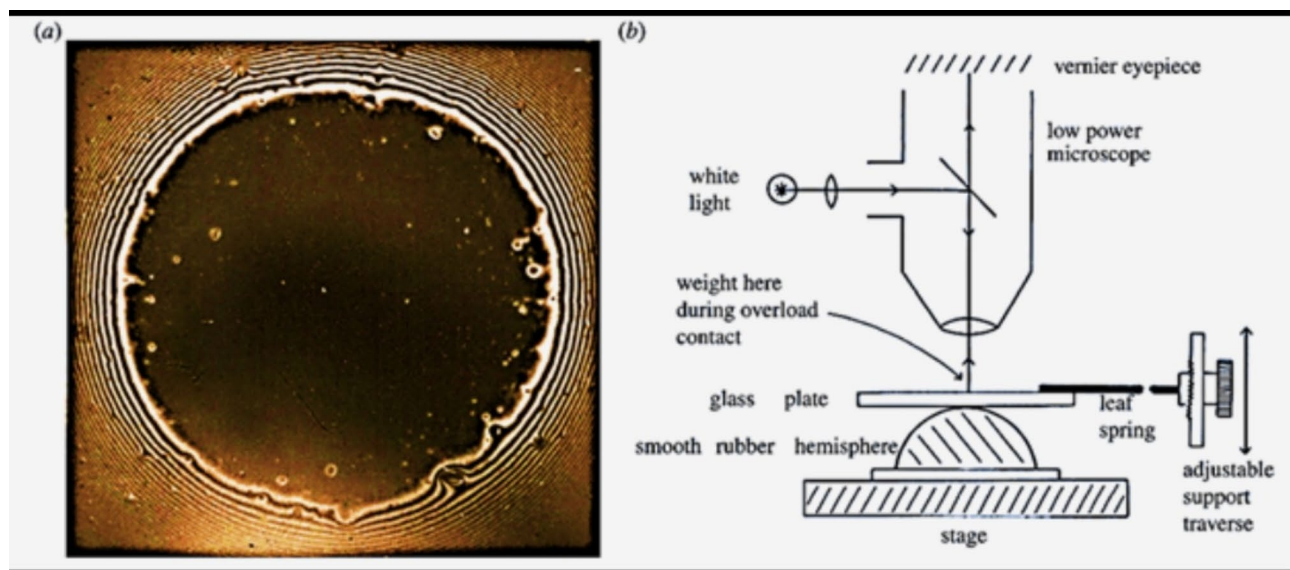 (a)
(b)
vernier eyepiece
low power
microscope
white
light
weight here
during overload
contact
glass plate
leaf
spring
smooth rubber hemisphere
adjustable
support
traverse
stage